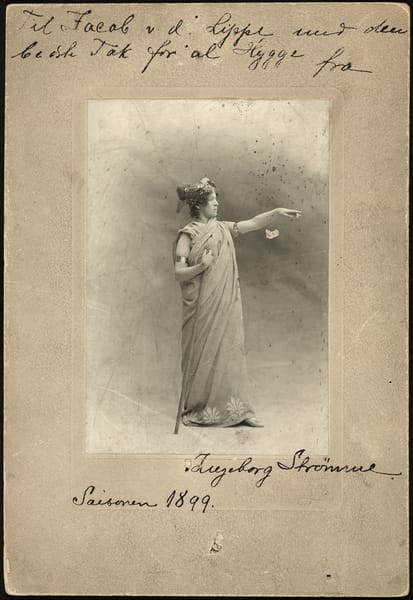 Til Jacob v. d. Lippe med den
bedste Tak for al Hygge
fra
Ingeborg Strömme.
Saisonen 1899.